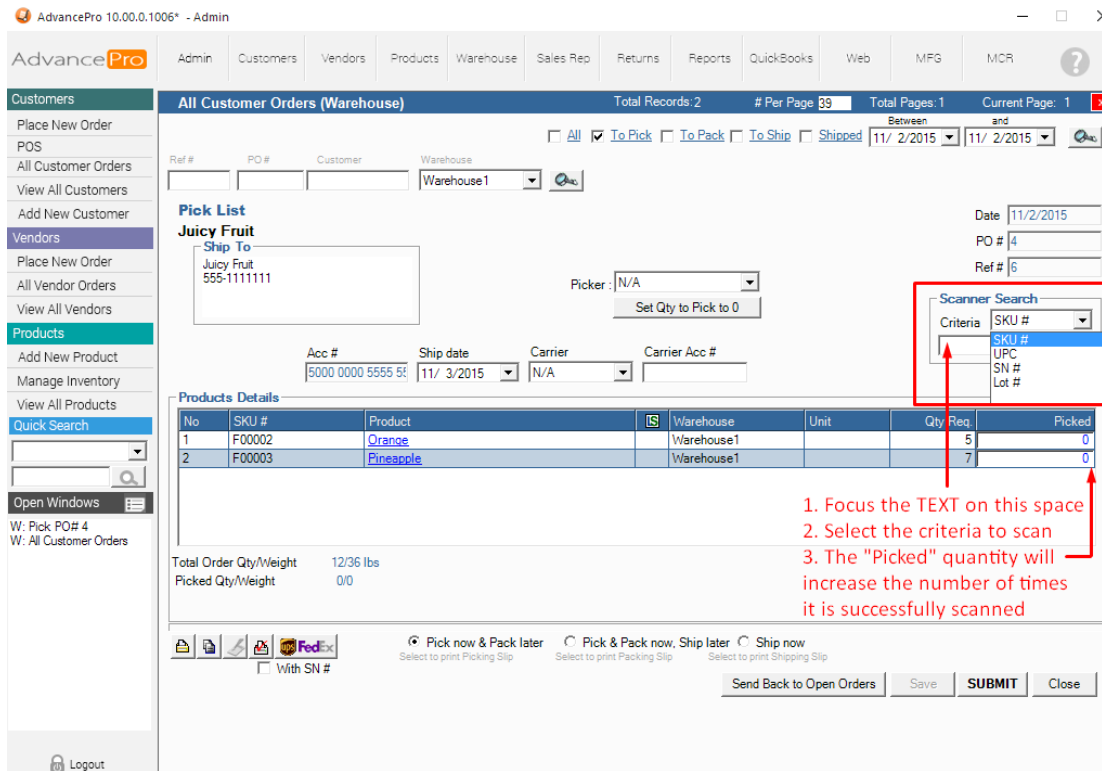 AdvancePro 10.00.0.1006* - Admin
AdvancePro
Admin Customers Vendors Products Warehouse Sales Rep Returns Reports QuickBooks Web MFG MCR ?
Customers
Place New Order
POS
All Customer Orders
View All Customers
Add New Customer
Vendors
Place New Order
All Vendor Orders
View All Vendors
Products
Add New Product
Manage Inventory
View All Products
Quick Search
Open Windows
W: Pick PO# 4
W: All Customer Orders
Logout
All Customer Orders (Warehouse) Total Records:2 # Per Page 39 Total Pages:1 Current Page: 1
Between and
All To Pick To Pack To Ship Shipped 11/ 2/2015 11/ 2/2015
Ref # PO # Customer Warehouse
Warehouse1
Pick List
Juicy Fruit
Ship To
Juicy Fruit
555-1111111
Date 11/2/2015
PO # 4
Ref # 6
Picker : N/A
Set Qty to Pick to 0
Scanner Search
Criteria SKU #
SKU #
UPC
SN #
Lot #
Acc # Ship date Carrier Carrier Acc #
5000 0000 5555 55 11/ 3/2015 N/A
Products Details
No SKU # Product LS Warehouse Unit Qty Req. Picked
1 F00002 Orange Warehouse1 5 0
2 F00003 Pineapple Warehouse1 7 0
1. Focus the TEXT on this space
2. Select the criteria to scan
3. The "Picked" quantity will
increase the number of times
it is successfully scanned
Total Order Qty/Weight 12/36 lbs
Picked Qty/Weight 0/0
ups FedEx
With SN #
Pick now & Pack later Pick & Pack now, Ship later Ship now
Select to print Picking Slip Select to print Packing Slip Select to print Shipping Slip
Send Back to Open Orders Save SUBMIT Close